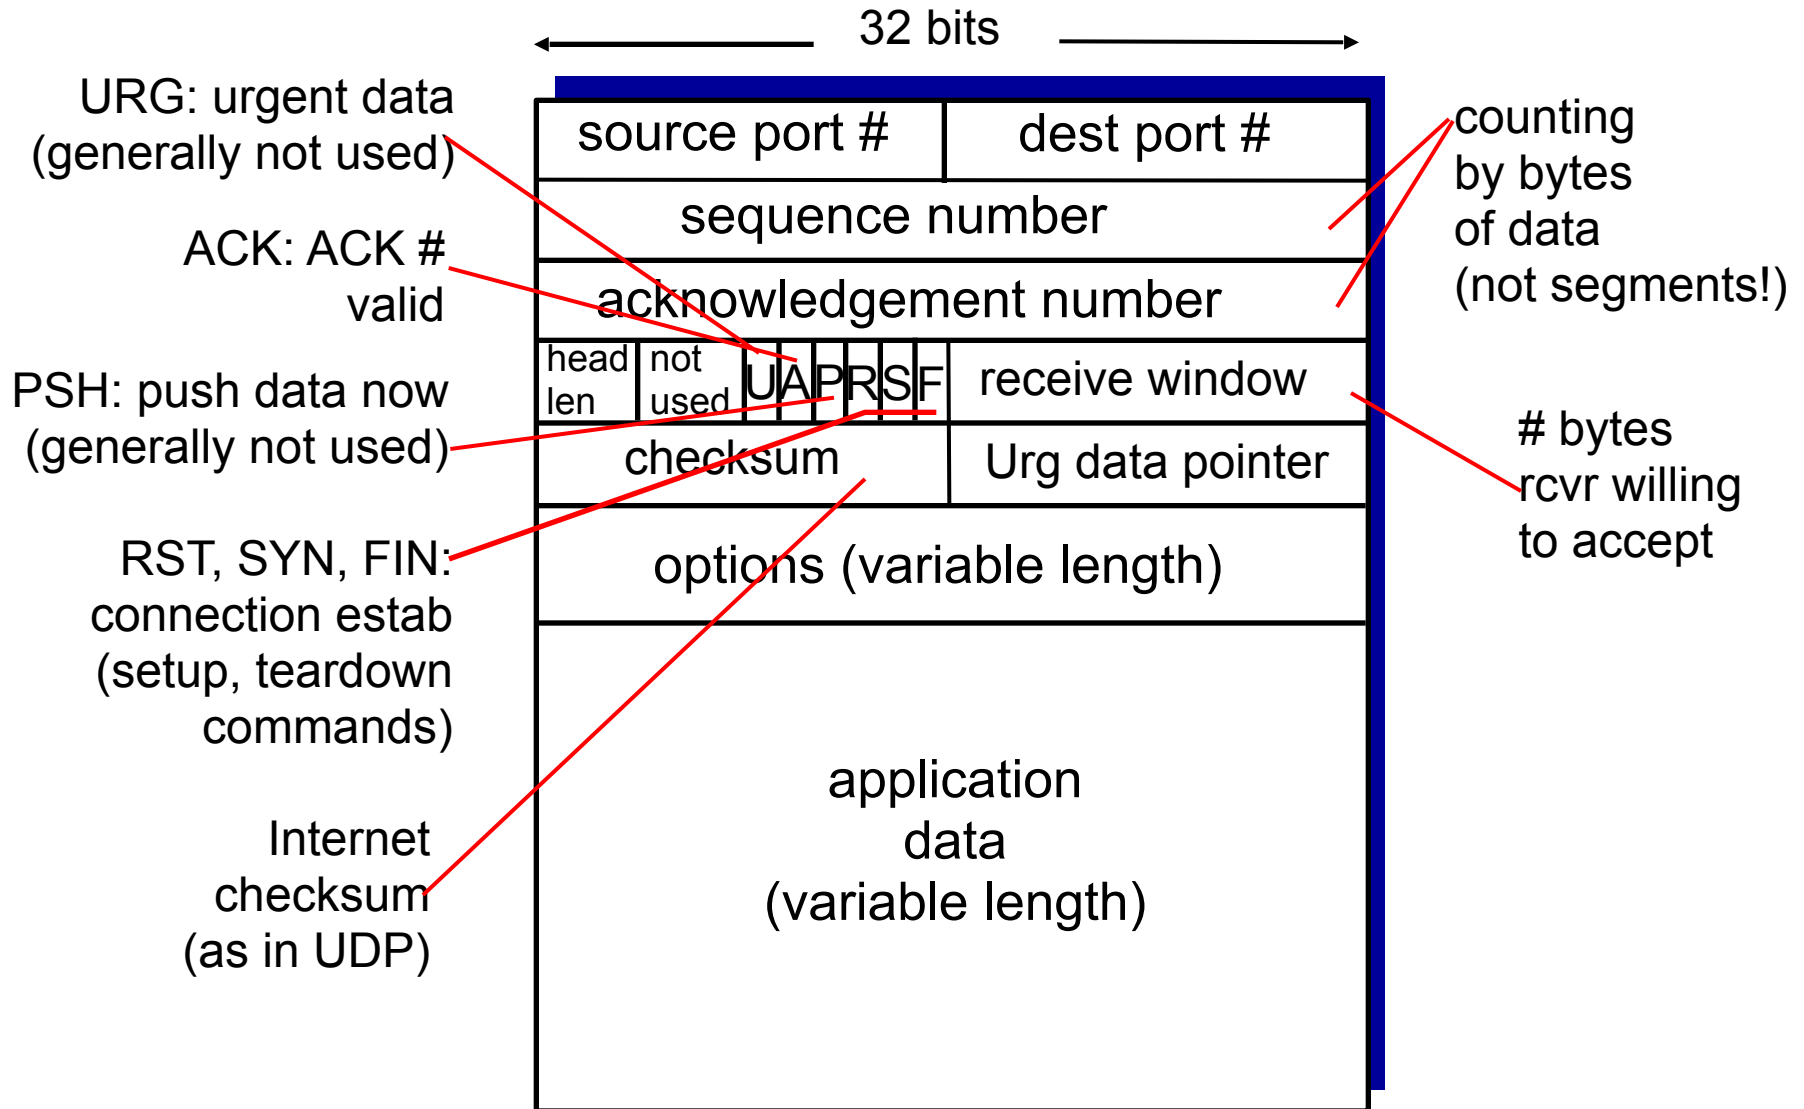 32 bits
URG: urgent data
(generally not used)
ACK: ACK #
valid
PSH: push data now
(generally not used)
RST, SYN, FIN:
connection estab
(setup, teardown
commands)
Internet
checksum
(as in UDP)
source port #
dest port #
sequence number
acknowledgement number
head
len
not
used
U
A
P
R
S
F
receive window
checksum
Urg data pointer
options (variable length)
application
data
(variable length)
counting
by bytes
of data
(not segments!)
# bytes
rcvr willing
to accept